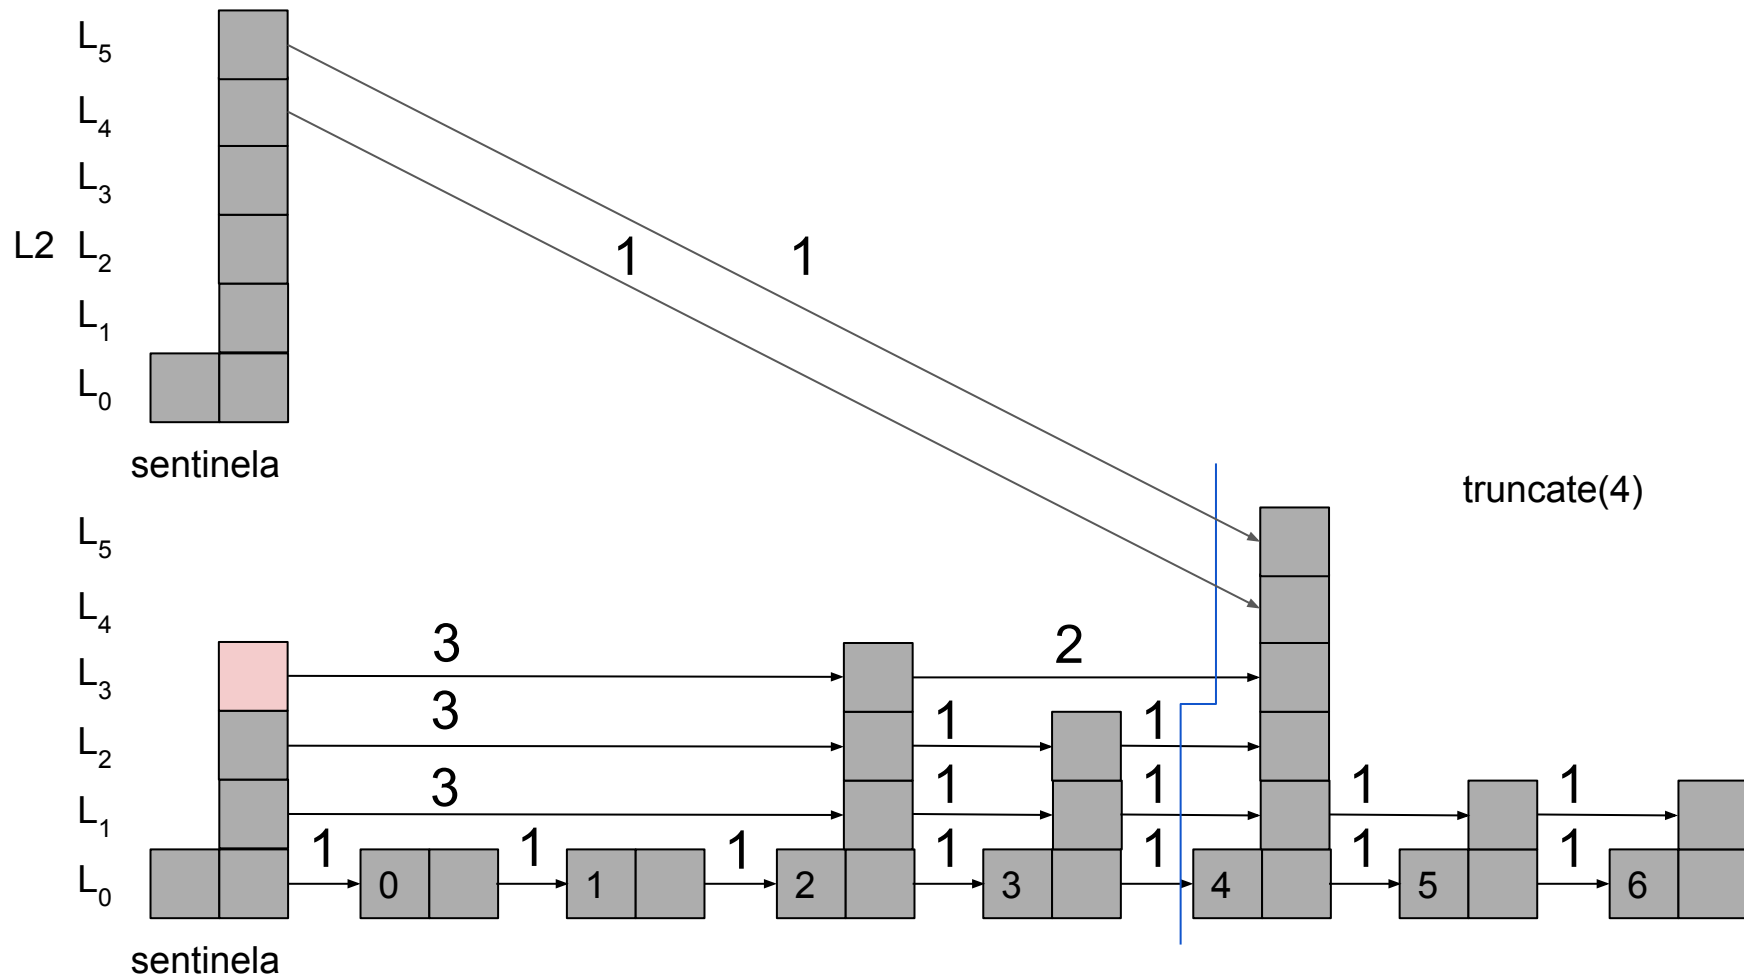 L5
L4
L3
L2 L2
L1
L0
sentinela
1 1
truncate(4)
L5
L4
L3
3 2
L2
3 1 1
L1
3 1 1 1 1
L0
1 1 1 1 1 1 1
0 1 2 3 4 5 6
sentinela